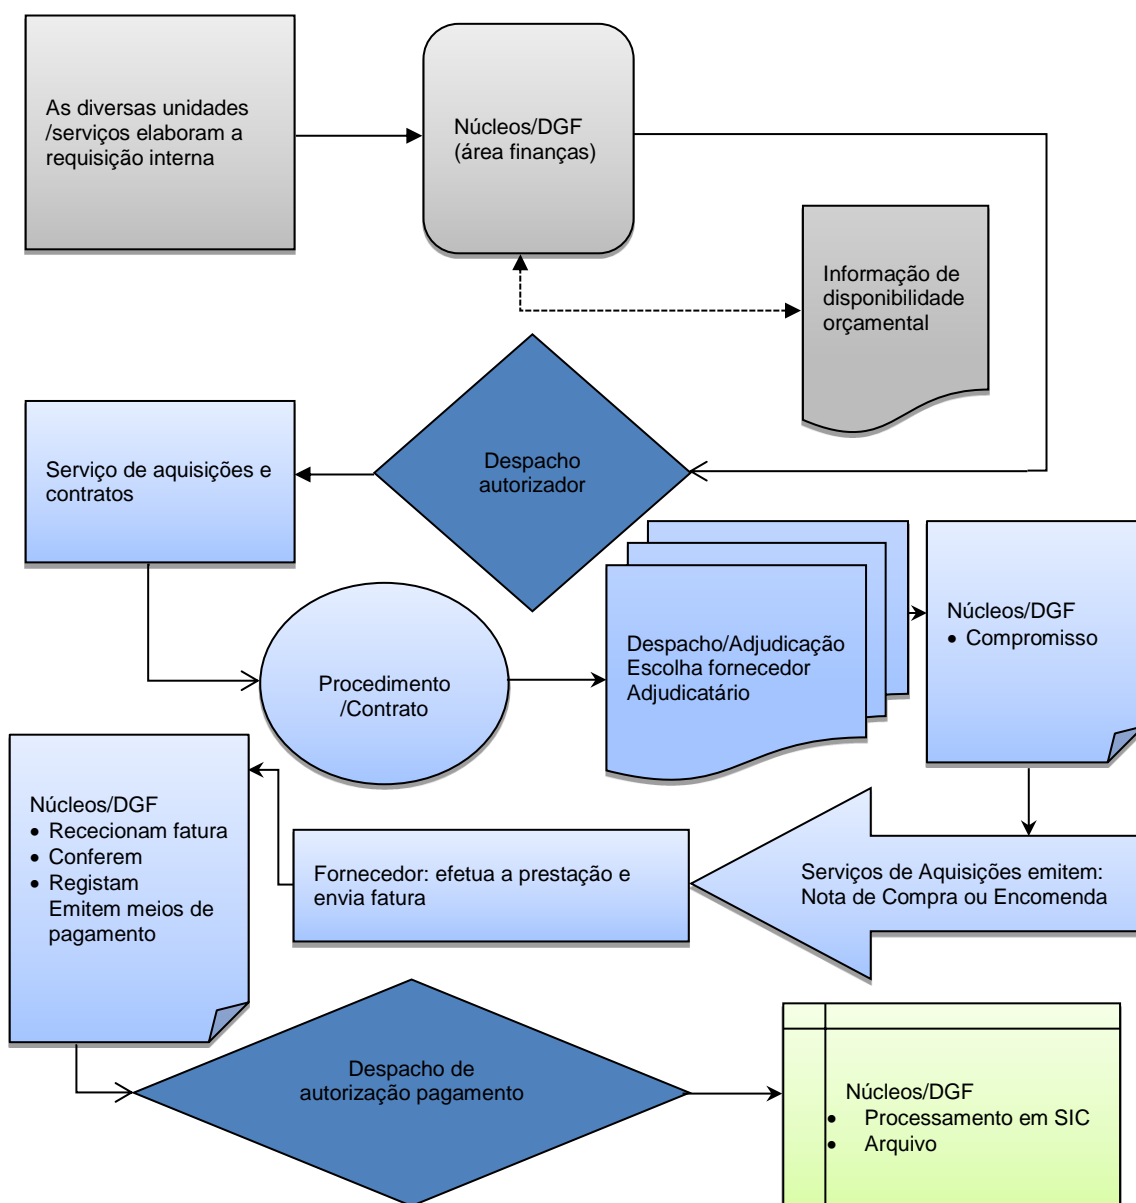 As diversas unidades
/serviços elaboram a
requisição interna
Núcleos/DGF
(área finanças)
Informação de
disponibilidade
orçamental
Despacho
autorizador
Serviço de aquisições e
contratos
Procedimento
/Contrato
Despacho/Adjudicação
Escolha fornecedor
Adjudicatário
Núcleos/DGF
• Compromisso
Serviços de Aquisições emitem:
Nota de Compra ou Encomenda
Fornecedor: efetua a prestação e
envia fatura
Núcleos/DGF
• Rececionam fatura
• Conferem
• Registam
Emitem meios de
pagamento
Despacho de
autorização pagamento
Núcleos/DGF
• Processamento em SIC
• Arquivo